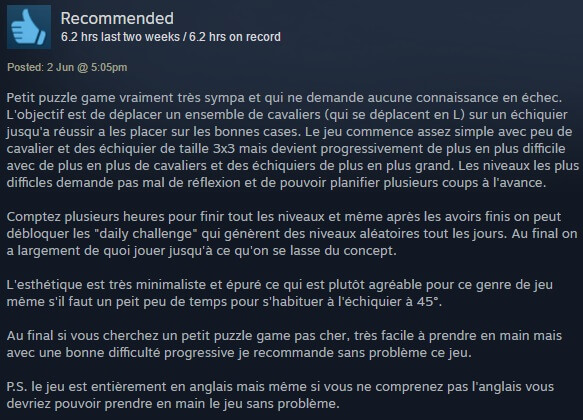 Recommended
6.2 hrs last two weeks / 6.2 hrs on record
Posted: 2 Jun @ 5:05pm
Petit puzzle game vraiment très sympa et qui ne demande aucune connaissance en échec.
L'objectif est de déplacer un ensemble de cavaliers (qui se déplacent en L) sur un échiquier
jusqu'a réussir a les placer sur les bonnes cases. Le jeu commence assez simple avec peu de
cavalier et des échiquier de taille 3x3 mais devient progressivement de plus en plus difficile
avec de plus en plus de cavaliers et des échiquiers de plus en plus grand. Les niveaux les plus
difficles demande pas mal de réflexion et de pouvoir planifier plusieurs coups à l'avance.
Comptez plusieurs heures pour finir tout les niveaux et même après les avoirs finis on peut
débloquer les "daily challenge" qui génèrent des niveaux aléatoires tout les jours. Au final on
a largement de quoi jouer jusqu'à ce qu'on se lasse du concept.
L'esthétique est très minimaliste et épuré ce qui est plutôt agréable pour ce genre de jeu
même s'il faut un peit peu de temps pour s'habituer à l'échiquier à 45°.
Au final si vous cherchez un petit puzzle game pas cher, très facile à prendre en main mais
avec une bonne difficulté progressive je recommande sans problème ce jeu.
P.S. le jeu est entièrement en anglais mais même si vous ne comprenez pas l'anglais vous
devriez pouvoir prendre en main le jeu sans problème.